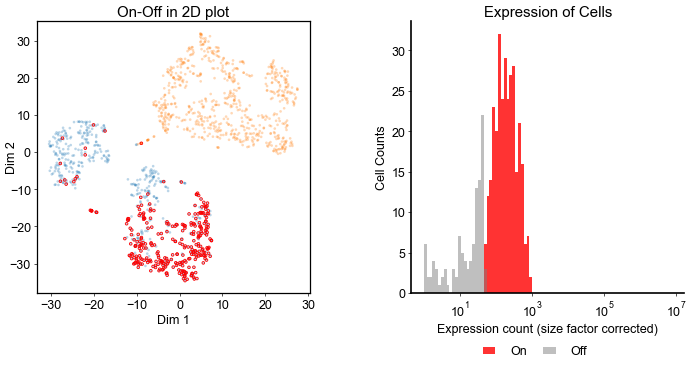 On-Off in 2D plot
Expression of Cells
30
20
10
0
−10
−20
−30
Dim 2
−30 −20 −10 0 10 20 30
Dim 1
30
25
20
15
10
5
0
Cell Counts
10^1 10^3 10^5 10^7
Expression count (size factor corrected)
On Off